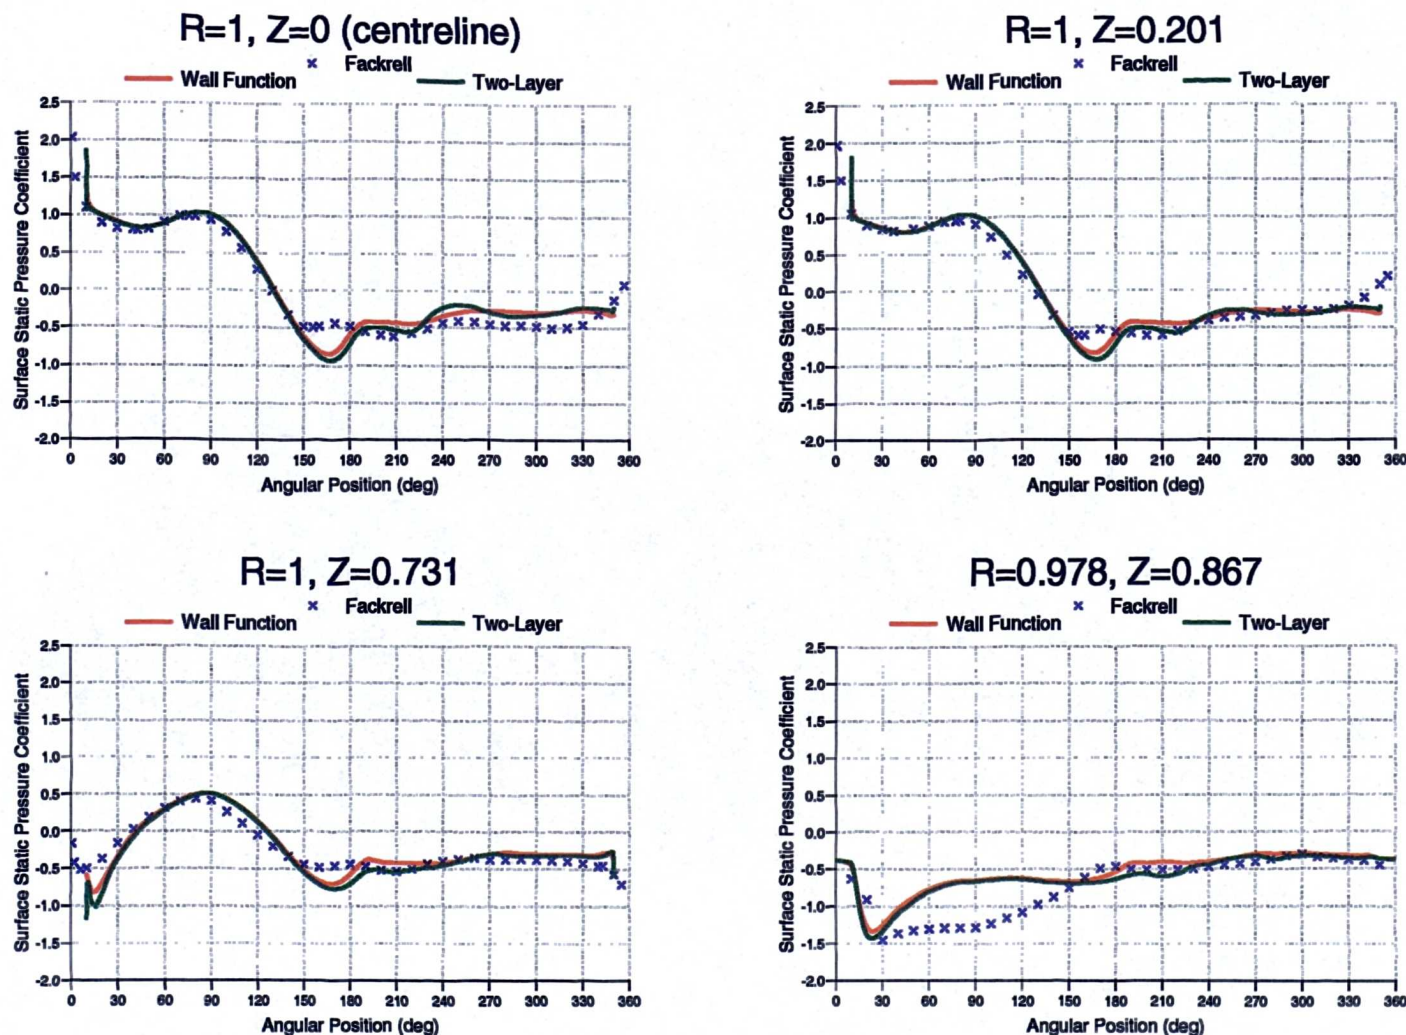 R=1, Z=0 (centreline)
× Fackrell
Wall Function
Two-Layer
Surface Static Pressure Coefficient
2.5
2.0
1.5
1.0
0.5
0.0
-0.5
-1.0
-1.5
-2.0
0 30 60 90 120 150 180 210 240 270 300 330 360
Angular Position (deg)
R=1, Z=0.201
× Fackrell
Wall Function
Two-Layer
Surface Static Pressure Coefficient
2.5
2.0
1.5
1.0
0.5
0.0
-0.5
-1.0
-1.5
-2.0
0 30 60 90 120 150 180 210 240 270 300 330 360
Angular Position (deg)
R=1, Z=0.731
× Fackrell
Wall Function
Two-Layer
Surface Static Pressure Coefficient
2.5
2.0
1.5
1.0
0.5
0.0
-0.5
-1.0
-1.5
-2.0
0 30 60 90 120 150 180 210 240 270 300 330 360
Angular Position (deg)
R=0.978, Z=0.867
× Fackrell
Wall Function
Two-Layer
Surface Static Pressure Coefficient
2.5
2.0
1.5
1.0
0.5
0.0
-0.5
-1.0
-1.5
-2.0
0 30 60 90 120 150 180 210 240 270 300 330 360
Angular Position (deg)